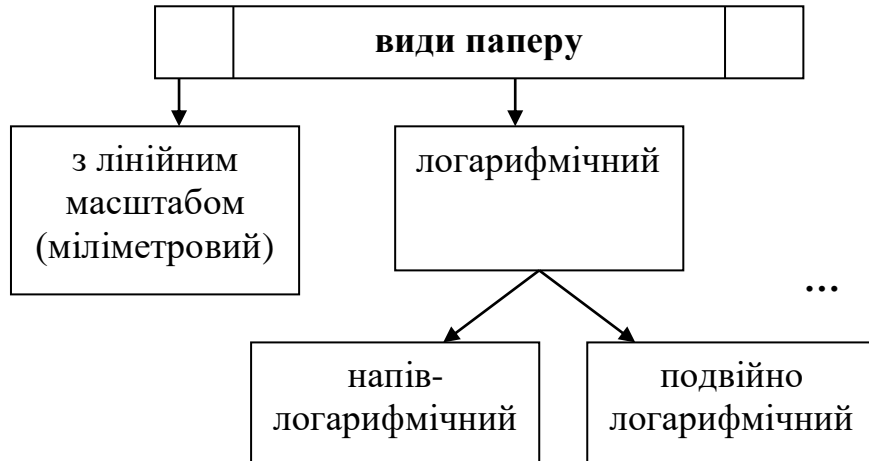 види паперу
з лінійним
масштабом
(міліметровий)
логарифмічний
...
напів-
логарифмічний
подвійно
логарифмічний